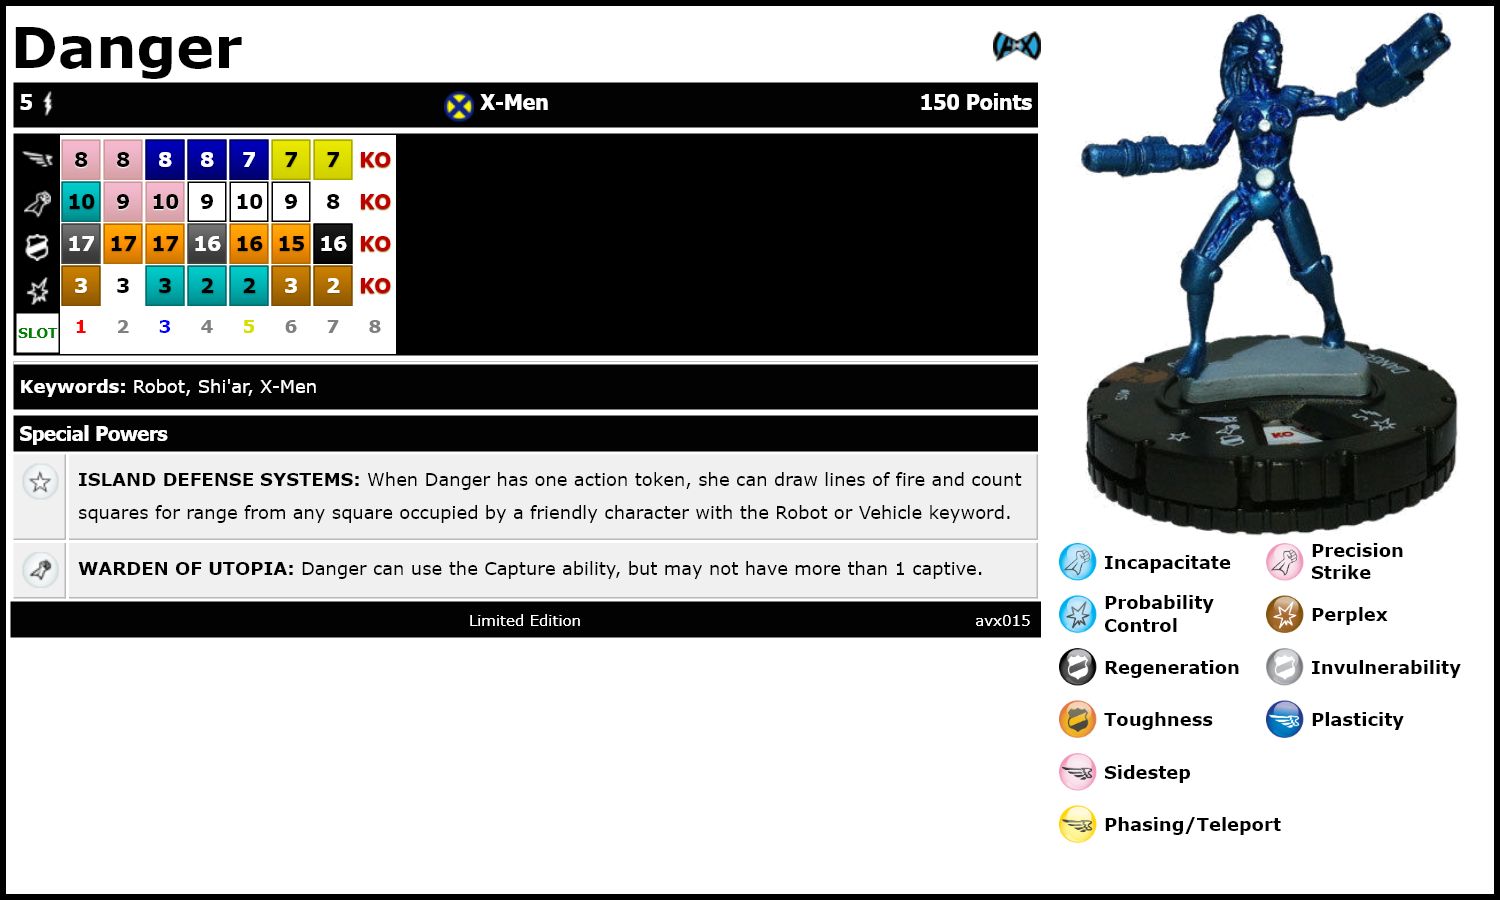 Danger
AvX
5 X-Men 150 Points
8 8 8 8 7 7 7 KO
10 9 10 9 10 9 8 KO
17 17 17 16 16 15 16 KO
3 3 3 2 2 3 2 KO
SLOT 1 2 3 4 5 6 7 8
Keywords: Robot, Shi'ar, X-Men
Special Powers
ISLAND DEFENSE SYSTEMS: When Danger has one action token, she can draw lines of fire and count
squares for range from any square occupied by a friendly character with the Robot or Vehicle keyword.
WARDEN OF UTOPIA: Danger can use the Capture ability, but may not have more than 1 captive.
Limited Edition avx015
KO
Incapacitate
Precision
Strike
Probability
Control
Perplex
Regeneration
Invulnerability
Toughness
Plasticity
Sidestep
Phasing/Teleport